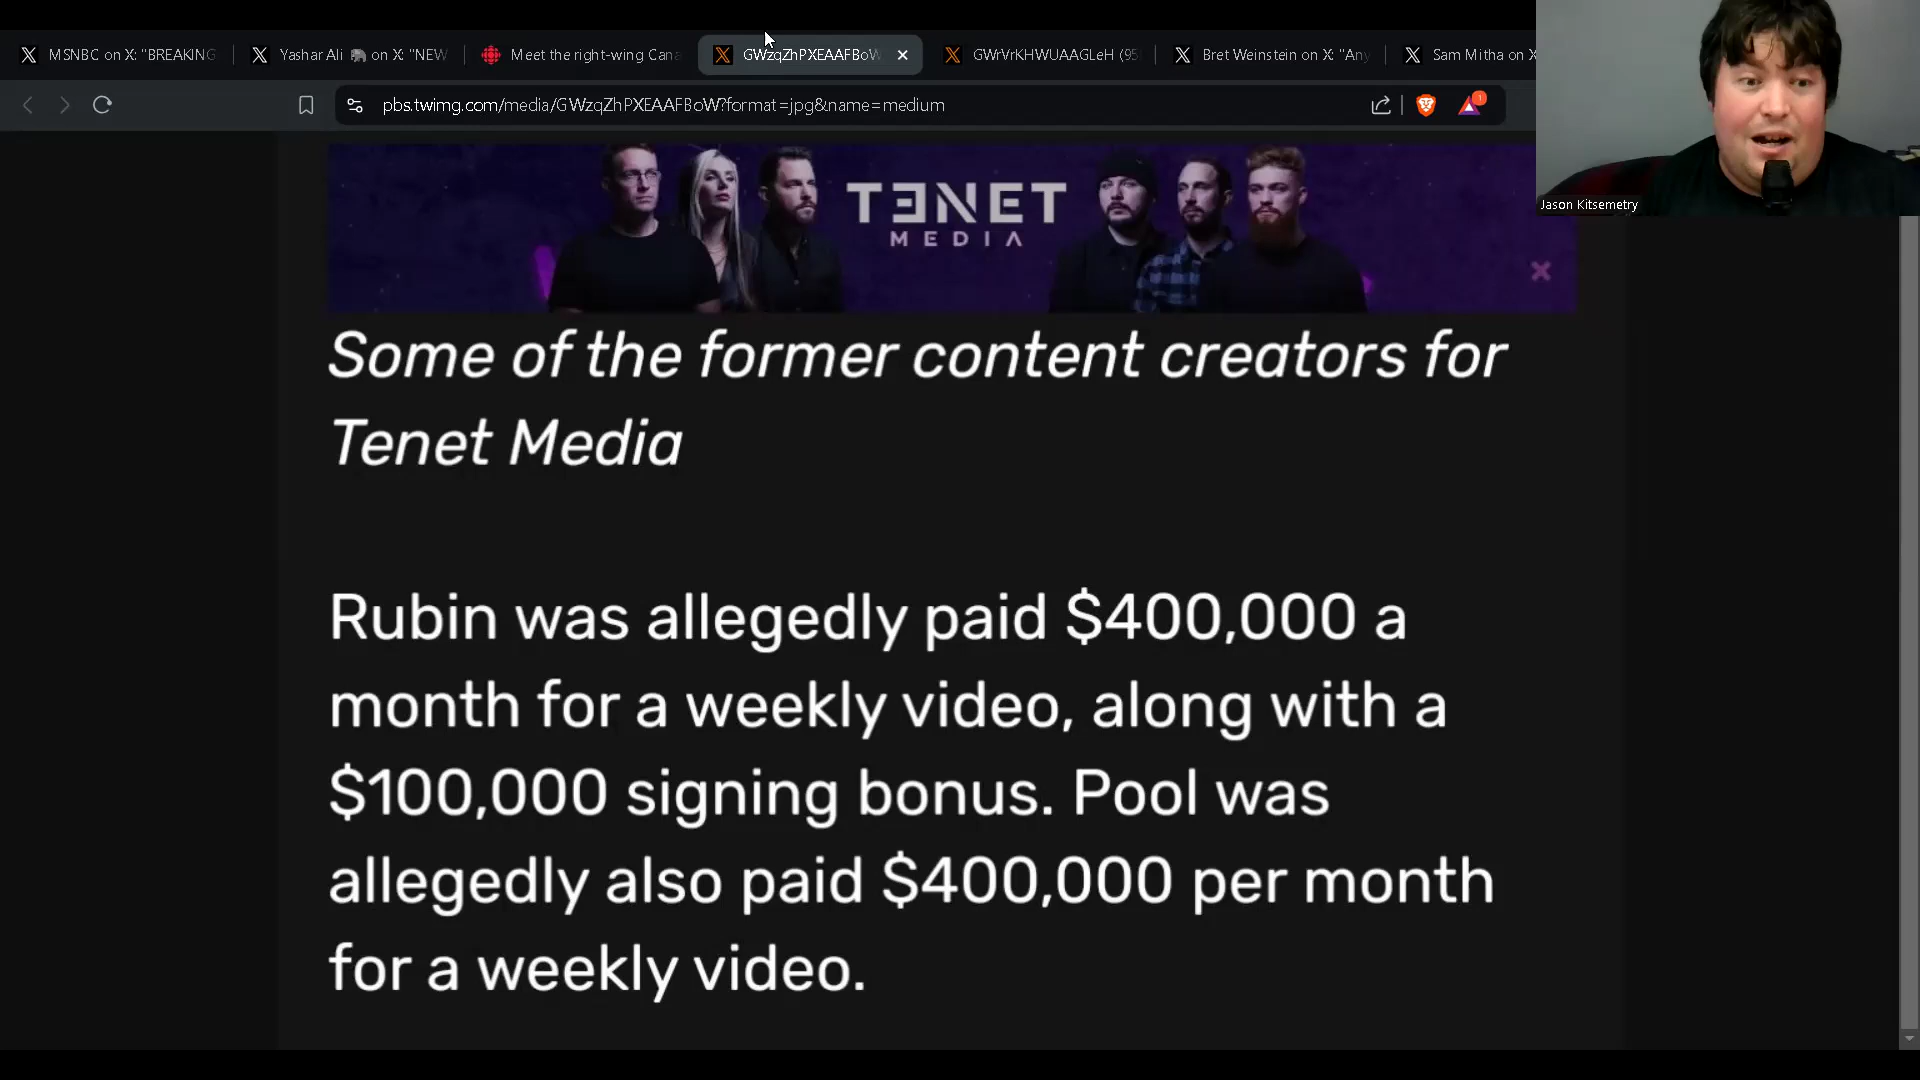 MSNBC on X: "BREAKING
Yashar Ali 🐘 on X: "NEW
Meet the right-wing Cana
GWzqZhPXEAAFBoW
GWrVrKHWUAAGLeH (95
Bret Weinstein on X: "Any
Sam Mitha on X
pbs.twimg.com/media/GWzqZhPXEAAFBoW?format=jpg&name=medium
1
Jason Kitsemetry
TENET
MEDIA
Some of the former content creators for
Tenet Media
Rubin was allegedly paid $400,000 a
month for a weekly video, along with a
$100,000 signing bonus. Pool was
allegedly also paid $400,000 per month
for a weekly video.